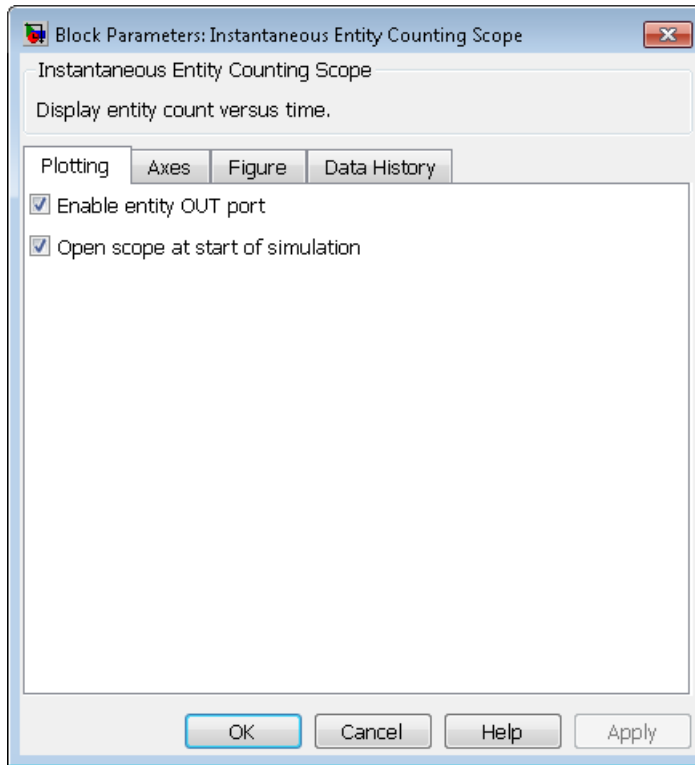 Block Parameters: Instantaneous Entity Counting Scope
Instantaneous Entity Counting Scope
Display entity count versus time.
Plotting Axes Figure Data History
Enable entity OUT port
Open scope at start of simulation
OK Cancel Help Apply